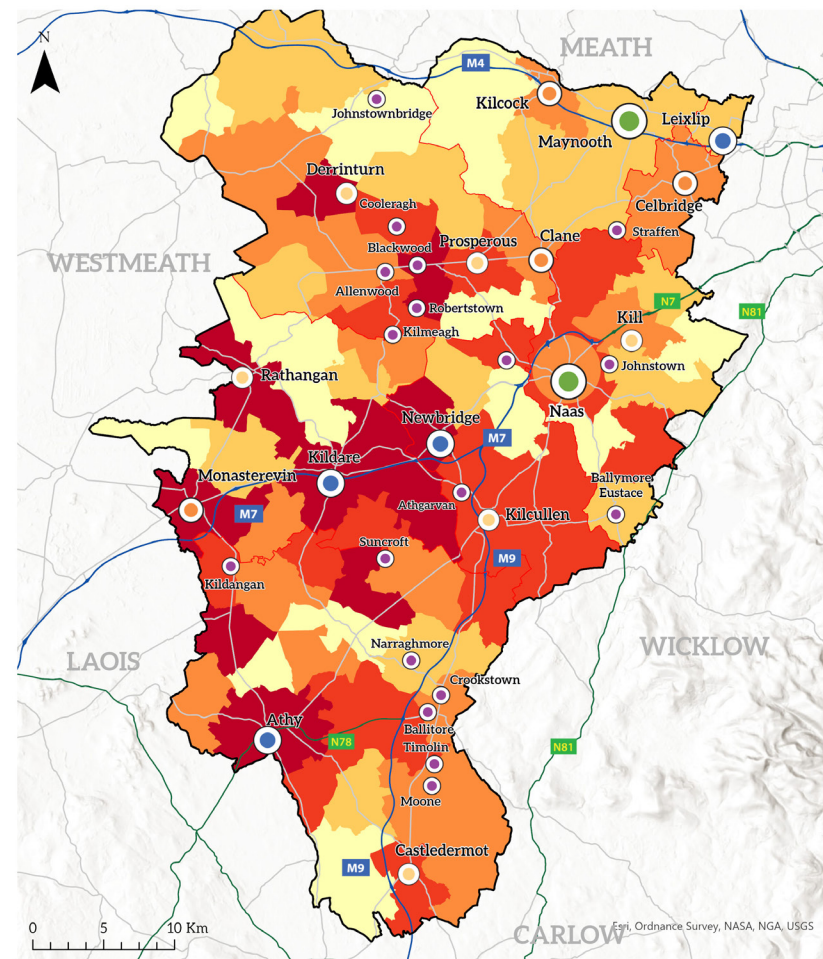 N
MEATH
M4
Kilcock
Johnstownbridge
Leixlip
Maynooth
Derrinturn
Cooleragh
Celbridge
Blackwood
Prosperous
Clane
Straffen
WESTMEATH
Allenwood
N7
Robertstown
N81
Kill
Kilmeagh
Johnstown
Rathangan
Naas
Newbridge
M7
Kildare
Monasterevin
Ballymore
Eustace
Athgarvan
M7
Kilcullen
Suncroft
M9
Kildangan
WICKLOW
Narraghmore
LAOIS
Crookstown
Athy
Ballitore
N78
Timolin
N81
Moone
Castledermot
M9
0 5 10 Km
CARLOW
Esri, Ordnance Survey, NASA, NGA, USGS